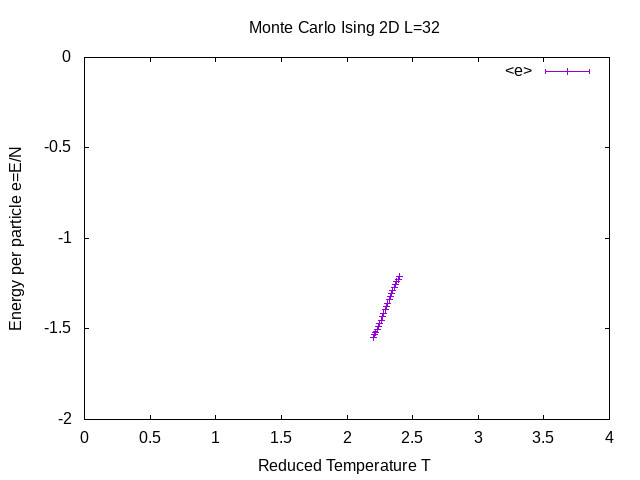 Monte Carlo Ising 2D L=32
<e>
Energy per particle e=E/N
0
-0.5
-1
-1.5
-2
0 0.5 1 1.5 2 2.5 3 3.5 4
Reduced Temperature T